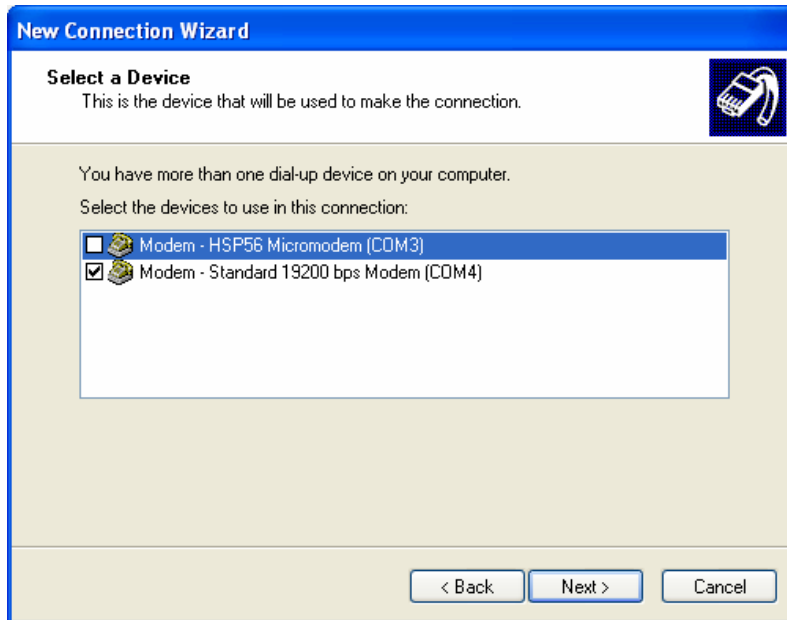 New Connection Wizard
Select a Device
This is the device that will be used to make the connection.
You have more than one dial-up device on your computer.
Select the devices to use in this connection:
Modem - HSP56 Micromodem (COM3)
Modem - Standard 19200 bps Modem (COM4)
< Back Next > Cancel